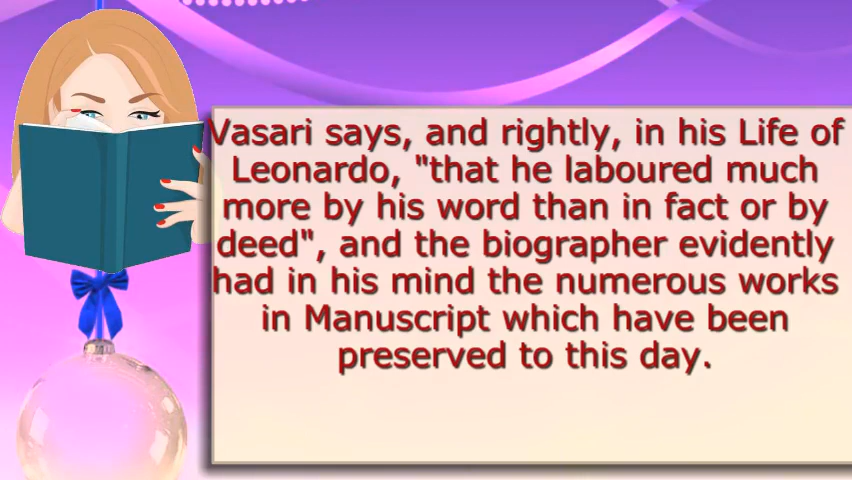 Vasari says, and rightly, in his Life of
Leonardo, "that he laboured much
more by his word than in fact or by
deed", and the biographer evidently
had in his mind the numerous works
in Manuscript which have been
preserved to this day.